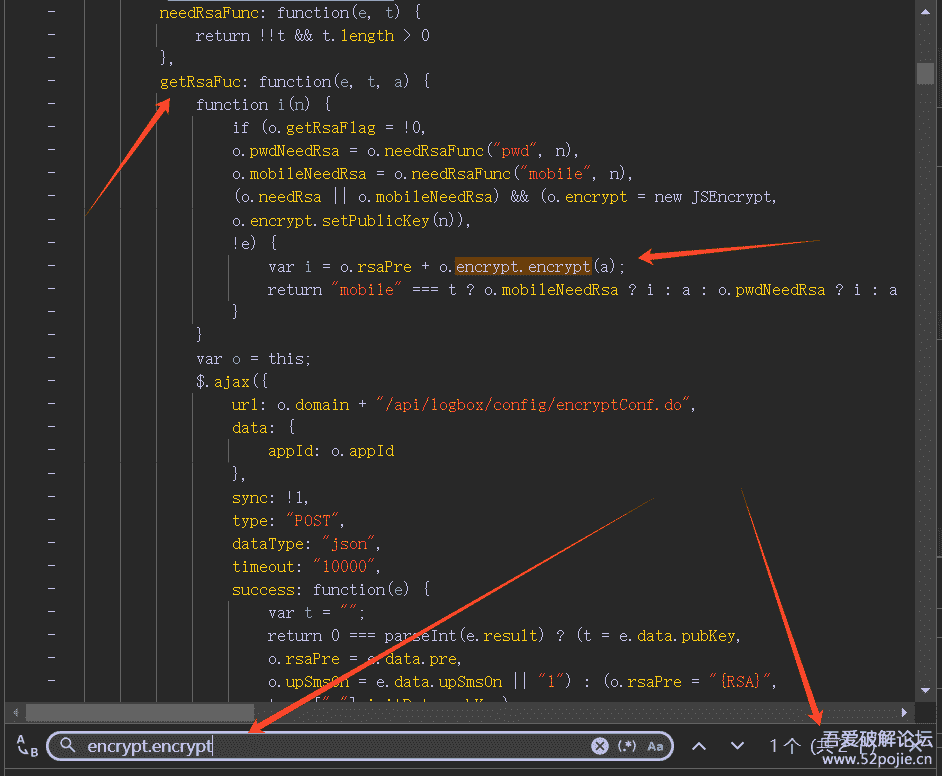 needRsaFunc: function(e, t) {
return !!t && t.length > 0
},
getRsaFuc: function(e, t, a) {
function i(n) {
if (o.getRsaFlag = !0,
o.pwdNeedRsa = o.needRsaFunc("pwd", n),
o.mobileNeedRsa = o.needRsaFunc("mobile", n),
(o.needRsa || o.mobileNeedRsa) && (o.encrypt = new JSEncrypt,
o.encrypt.setPublicKey(n)),
!e) {
var i = o.rsaPre + o.encrypt.encrypt(a);
return "mobile" === t ? o.mobileNeedRsa ? i : a : o.pwdNeedRsa ? i : a
}
}
var o = this;
$.ajax({
url: o.domain + "/api/logbox/config/encryptConf.do",
data: {
appId: o.appId
},
sync: !1,
type: "POST",
dataType: "json",
timeout: "10000",
success: function(e) {
var t = "";
return 0 === parseInt(e.result) ? (t = e.data.pubKey,
o.rsaPre = e.data.pre,
o.upSmsOn = e.data.upSmsOn || "1") : (o.rsaPre = "{RSA}",
encrypt.encrypt
(.*) Aa
1 个 (共 2
吾爱破解论坛
www.52pojie.cn